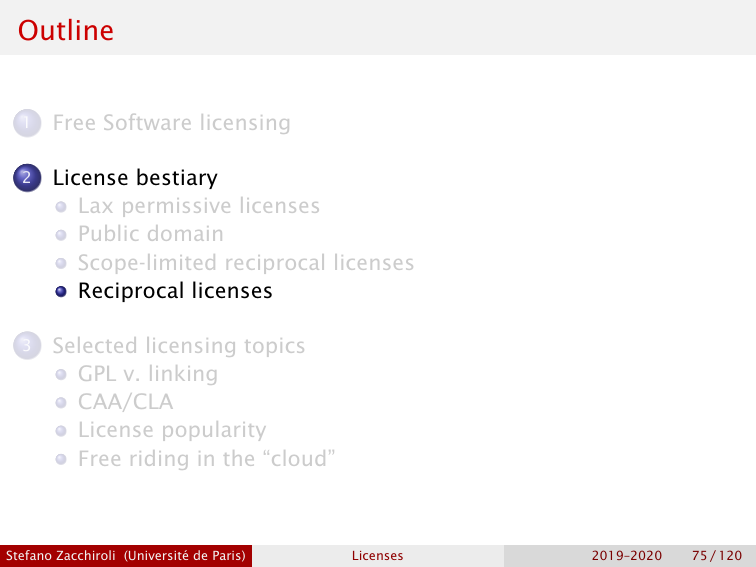 Outline
1 Free Software licensing
2 License bestiary
Lax permissive licenses
Public domain
Scope-limited reciprocal licenses
Reciprocal licenses
3 Selected licensing topics
GPL v. linking
CAA/CLA
License popularity
Free riding in the “cloud”
Stefano Zacchiroli (Université de Paris) Licenses 2019–2020 75 / 120